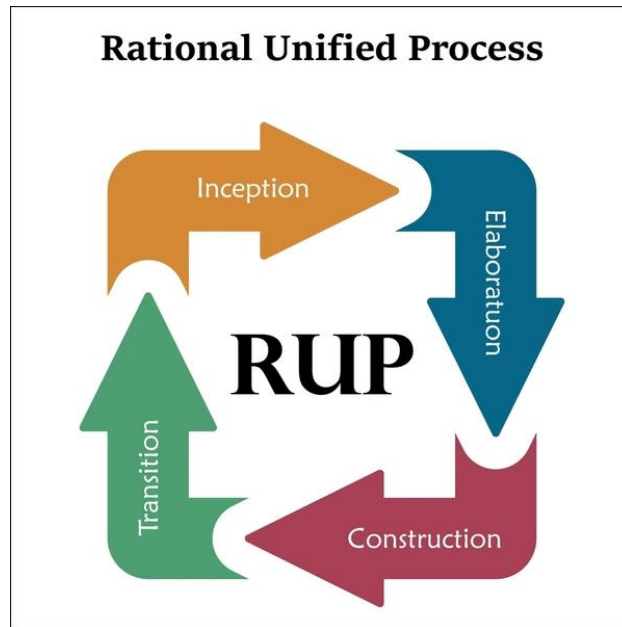 Rational Unified Process
Inception
Elaboratuon
RUP
Transition
Construction